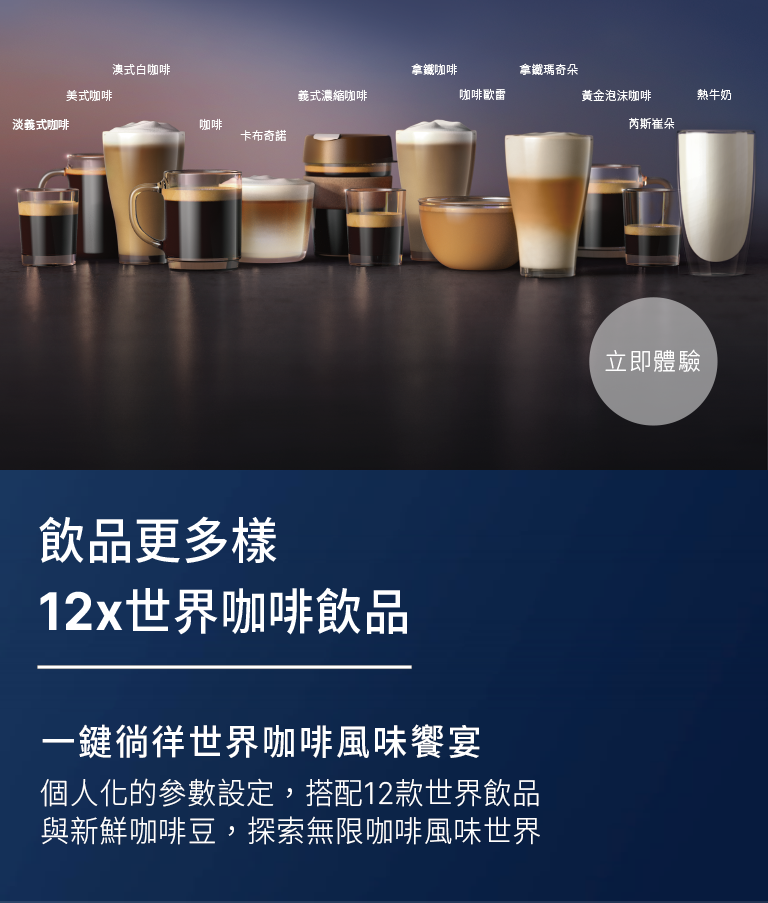 澳式白咖啡
拿鐵咖啡
拿鐵瑪奇朵
美式咖啡
義式濃縮咖啡
咖啡歐蕾
黃金泡沫咖啡
熱牛奶
淡義式咖啡
咖啡
卡布奇諾
芮斯崔朵
立即體驗
飲品更多樣
12x世界咖啡飲品
一鍵徜徉世界咖啡風味饗宴
個人化的參數設定，搭配12款世界飲品
與新鮮咖啡豆，探索無限咖啡風味世界